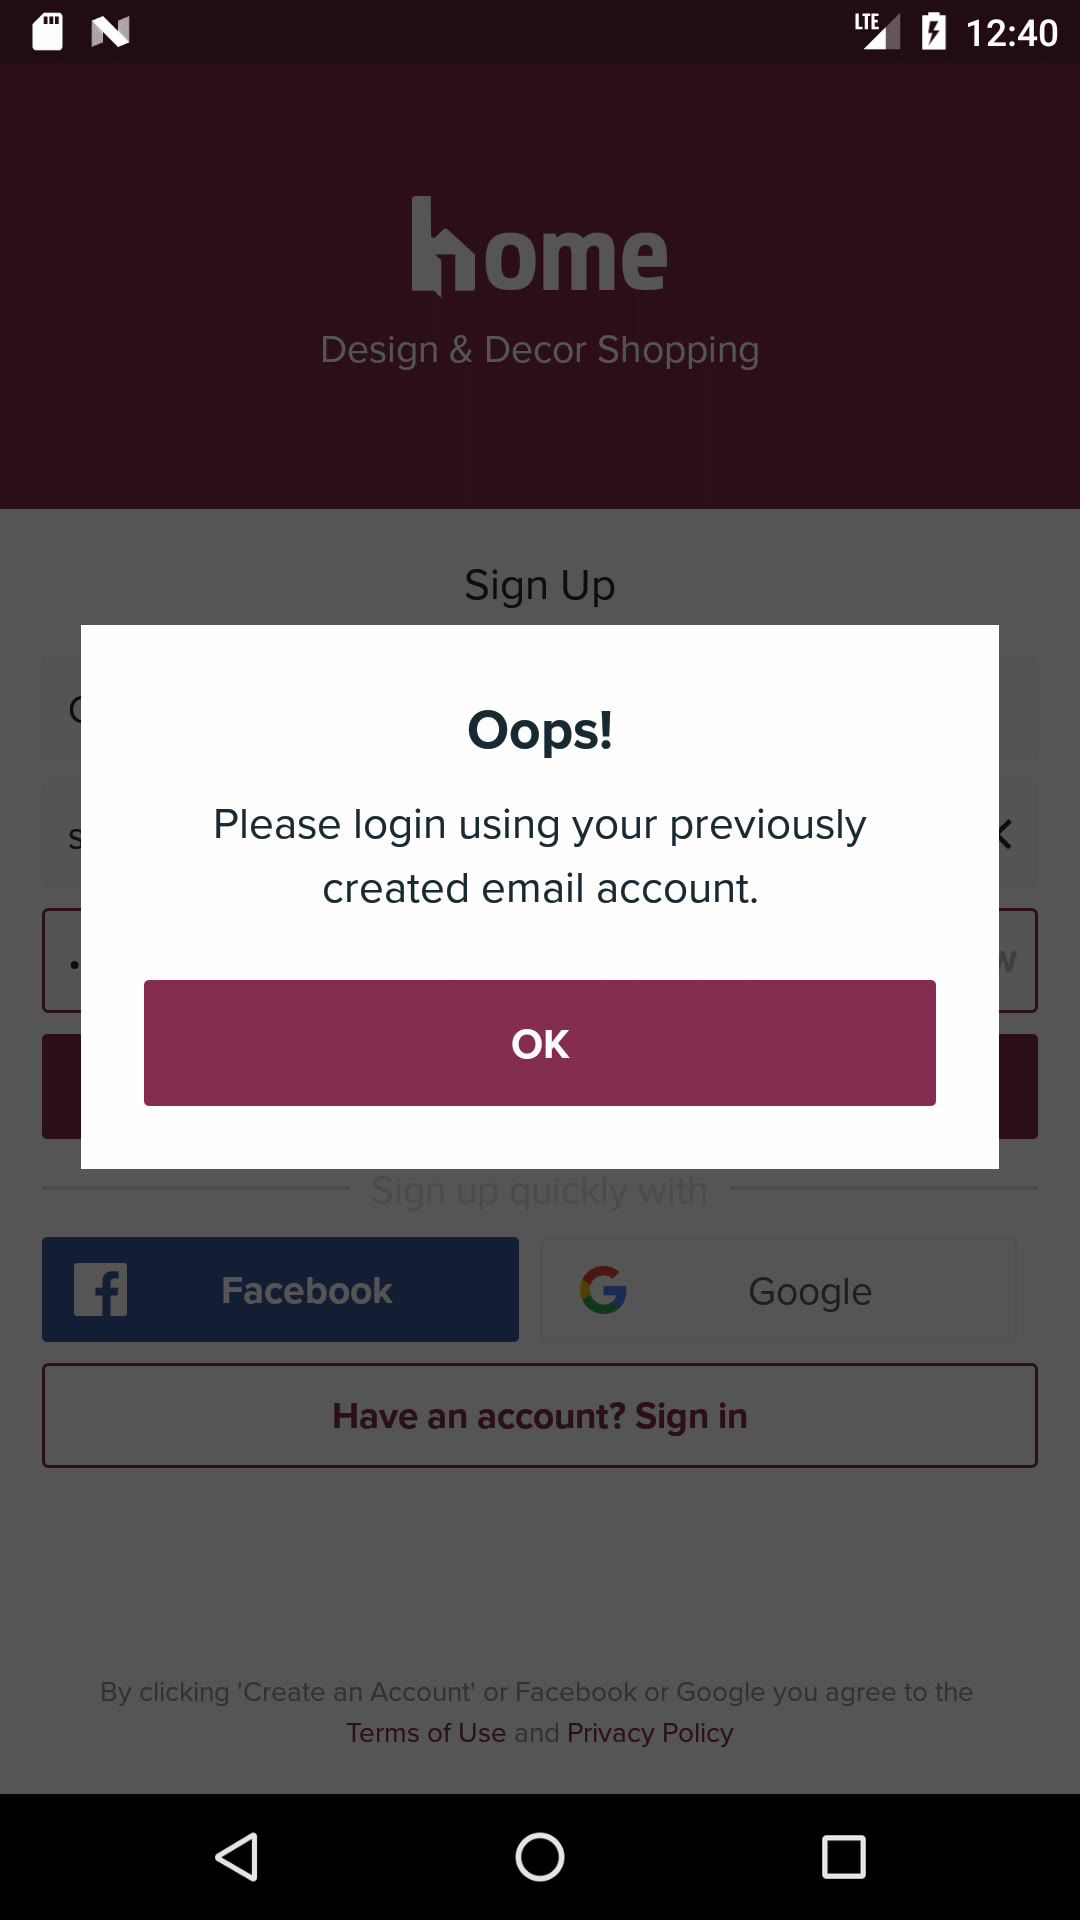 LTE 12:40
home
Design & Decor Shopping
Sign Up
Oops!
Please login using your previously
created email account.
OK
Sign up quickly with
Facebook
Google
Have an account? Sign in
By clicking 'Create an Account' or Facebook or Google you agree to the
Terms of Use and Privacy Policy